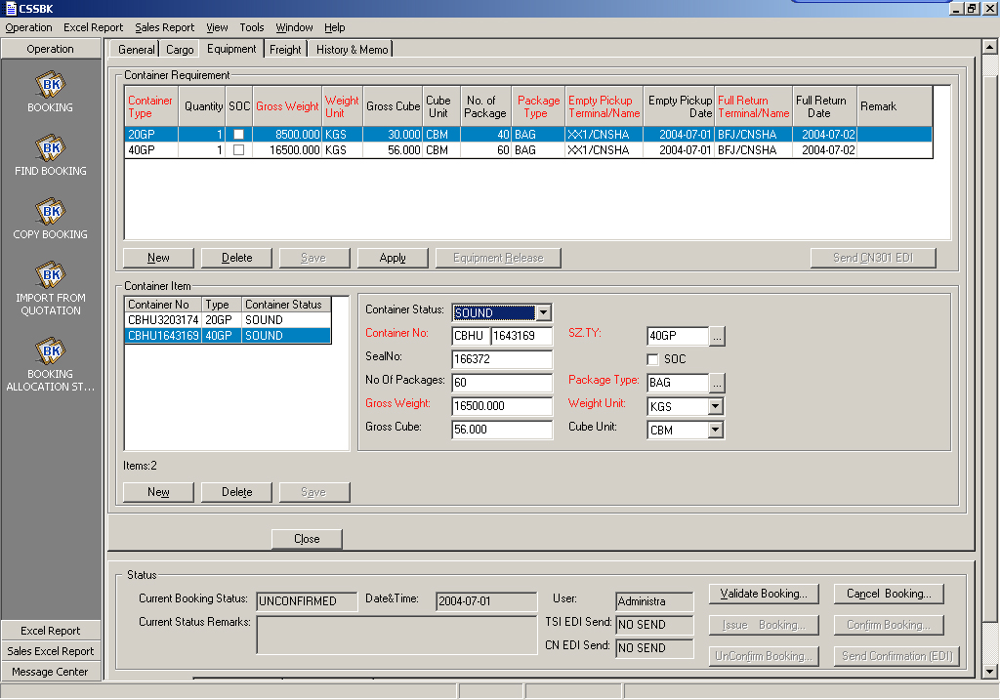 CSSBK
Operation Excel Report Sales Report View Tools Window Help
Operation
BOOKING
FIND BOOKING
COPY BOOKING
IMPORT FROM
QUOTATION
BOOKING
ALLOCATION ST...
Excel Report
Sales Excel Report
Message Center
General Cargo Equipment Freight History & Memo
Container Requirement
Container Type Quantity SOC Gross Weight Weight Unit Gross Cube Cube Unit No. of Package Package Type Empty Pickup Terminal/Name Empty Pickup Date Full Return Terminal/Name Full Return Date Remark
20GP 1 8500.000 KGS 30.000 CBM 40 BAG XX1/CNSHA 2004-07-01 BFJ/CNSHA 2004-07-02
40GP 1 16500.000 KGS 56.000 CBM 60 BAG XX1/CNSHA 2004-07-01 BFJ/CNSHA 2004-07-02
New Delete Save Apply Equipment Release Send CN301 EDI
Container Item
Container No Type Container Status
CBHU3203174 20GP SOUND
CBHU1643169 40GP SOUND
Items:2
New Delete Save
Container Status: SOUND
Container No: CBHU 1643169 SZ.TY: 40GP ...
SealNo: 166372 SOC
No Of Packages: 60 Package Type: BAG ...
Gross Weight: 16500.000 Weight Unit: KGS
Gross Cube: 56.000 Cube Unit: CBM
Close
Status
Current Booking Status: UNCONFIRMED Date&Time: 2004-07-01 User: Administra
Current Status Remarks: TSI EDI Send: NO SEND
CN EDI Send: NO SEND
Validate Booking... Cancel Booking...
Issue Booking... Confirm Booking...
UnConfirm Booking... Send Confirmation (EDI)